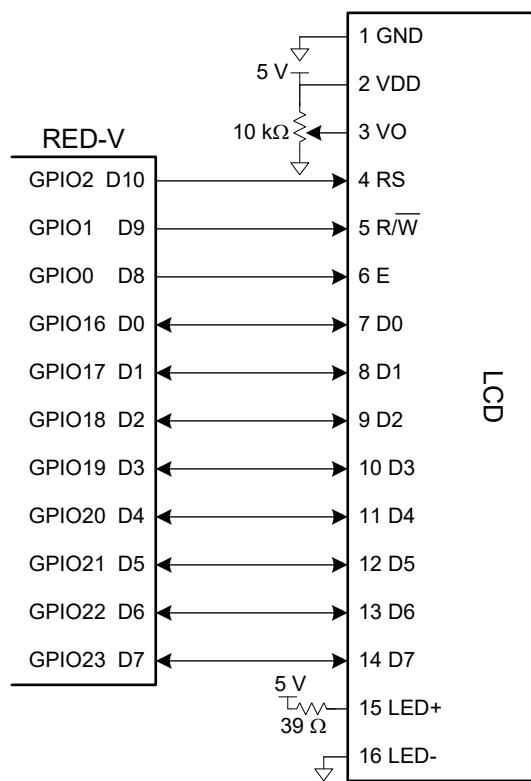 1 GND
5 V
2 VDD
10 kΩ
3 VO
RED-V
GPIO2 D10
4 RS
GPIO1 D9
5 R/W̅
GPIO0 D8
6 E
GPIO16 D0
7 D0
GPIO17 D1
8 D1
GPIO18 D2
9 D2
GPIO19 D3
10 D3
GPIO20 D4
11 D4
GPIO21 D5
12 D5
GPIO22 D6
13 D6
GPIO23 D7
14 D7
LCD
5 V
39 Ω
15 LED+
16 LED-